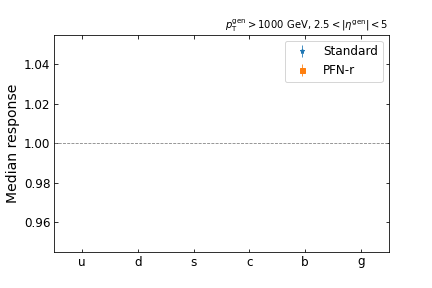 p_T^gen > 1000 GeV, 2.5 < |η^gen| < 5
Standard
PFN-r
Median response
1.04
1.02
1.00
0.98
0.96
u d s c b g